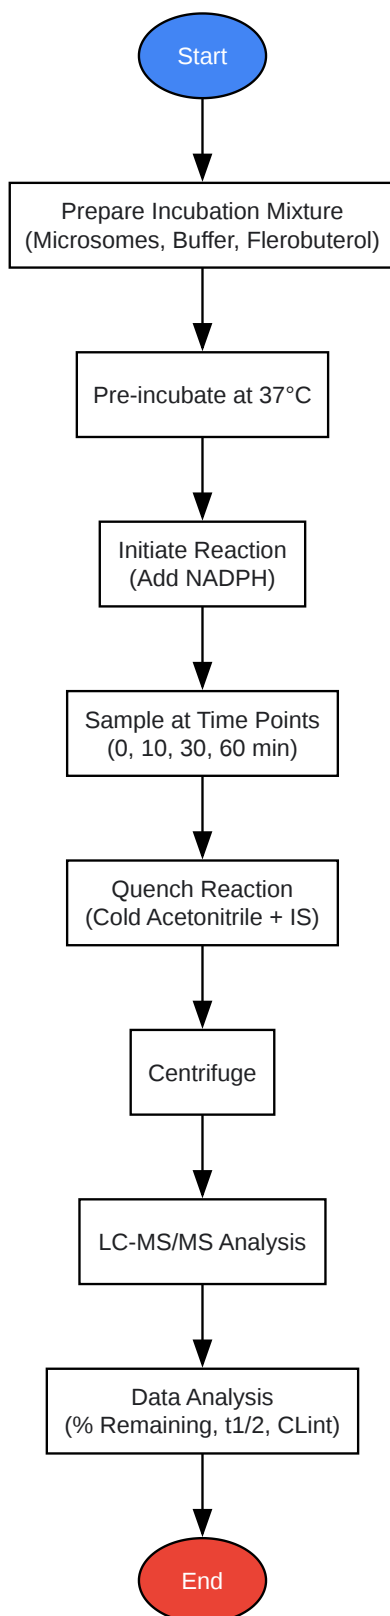 Start
Prepare Incubation Mixture
(Microsomes, Buffer, Flerobuterol)
Pre-incubate at 37°C
Initiate Reaction
(Add NADPH)
Sample at Time Points
(0, 10, 30, 60 min)
Quench Reaction
(Cold Acetonitrile + IS)
Centrifuge
LC-MS/MS Analysis
Data Analysis
(% Remaining, t1/2, CLint)
End